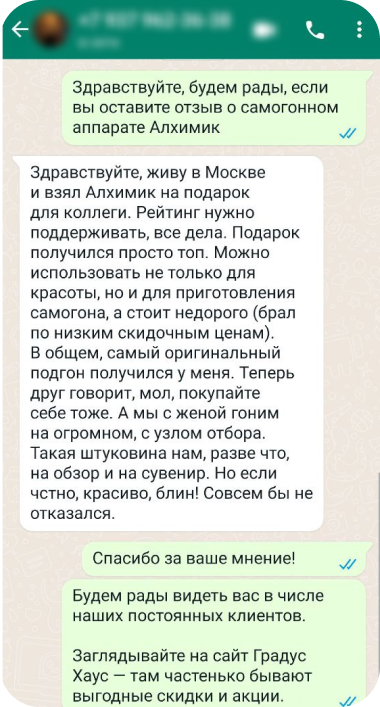 Здравствуйте, будем рады, если
вы оставите отзыв о самогонном
аппарате Алхимик
Здравствуйте, живу в Москве
и взял Алхимик на подарок
для коллеги. Рейтинг нужно
поддерживать, все дела. Подарок
получился просто топ. Можно
использовать не только для
красоты, но и для приготовления
самогона, а стоит недорого (брал
по низким скидочным ценам).
В общем, самый оригинальный
подгон получился у меня. Теперь
друг говорит, мол, покупайте
себе тоже. А мы с женой гоним
на огромном, с узлом отбора.
Такая штуковина нам, разве что,
на обзор и на сувенир. Но если
чстно, красиво, блин! Совсем бы не
отказался.
Спасибо за ваше мнение!
Будем рады видеть вас в числе
наших постоянных клиентов.
Заглядывайте на сайт Градус
Хаус — там частенько бывают
выгодные скидки и акции.